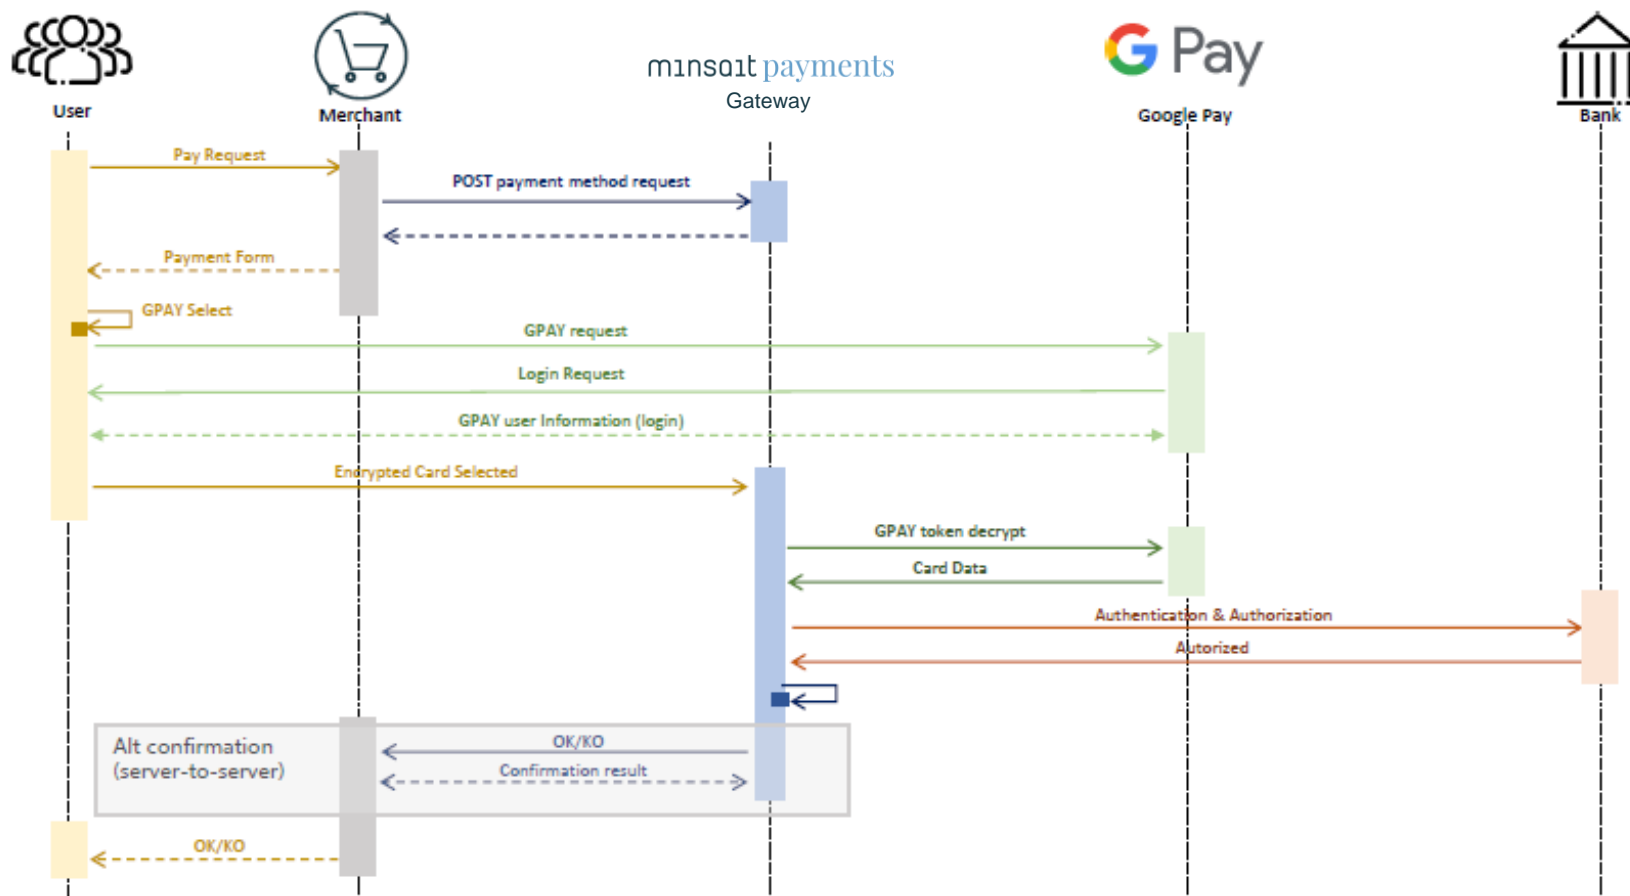 G Pay
mınsaıt payments
Gateway
User
Merchant
Google Pay
Bank
Pay Request
POST payment method request
Payment Form
GPAY Select
GPAY request
Login Request
GPAY user Information (login)
Encrypted Card Selected
GPAY token decrypt
Card Data
Authentication & Authorization
Autorized
Alt confirmation
(server-to-server)
OK/KO
Confirmation result
OK/KO